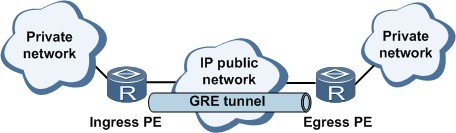 Private
network
IP public
network
Private
network
R
R
GRE tunnel
Ingress PE
Egress PE